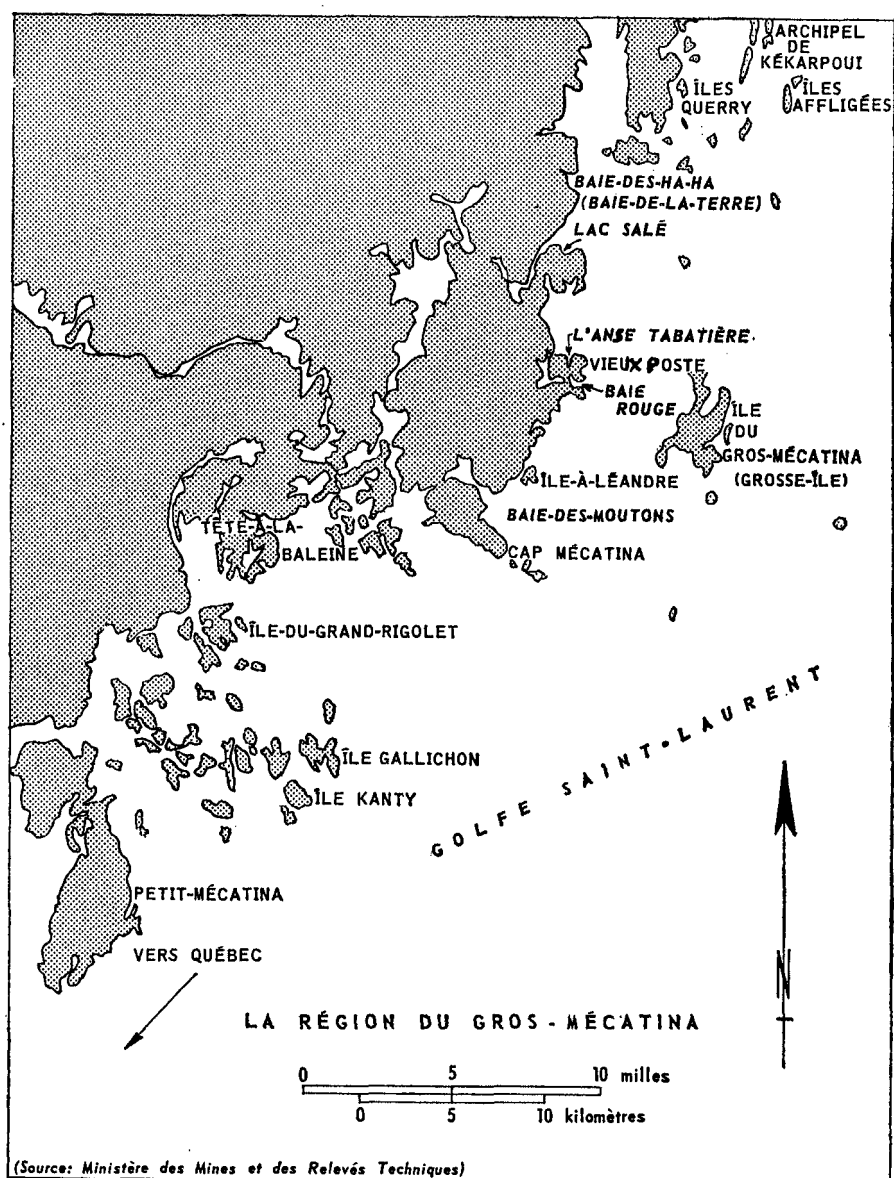 ARCHIPEL
DE
KÉKARPOUI
ÎLES
QUERRY
ÎLES
AFFLIGÉES
BAIE-DES-HA-HA
(BAIE-DE-LA-TERRE)
LAC SALÉ
L'ANSE TABATIÈRE
VIEUX POSTE
BAIE
ROUGE
ÎLE
DU
GROS-MÉCATINA
(GROSSE-ÎLE)
ÎLE-À-LÉANDRE
BAIE-DES-MOUTONS
CAP MÉCATINA
TÊTE-À-LA-
BALEINE
ÎLE-DU-GRAND-RIGOLET
GOLFE SAINT-LAURENT
ÎLE GALLICHON
ÎLE KANTY
PETIT-MÉCATINA
VERS QUÉBEC
N
LA RÉGION DU GROS-MÉCATINA
0 5 10 milles
0 5 10 kilomètres
(Source: Ministère des Mines et des Relevés Techniques)